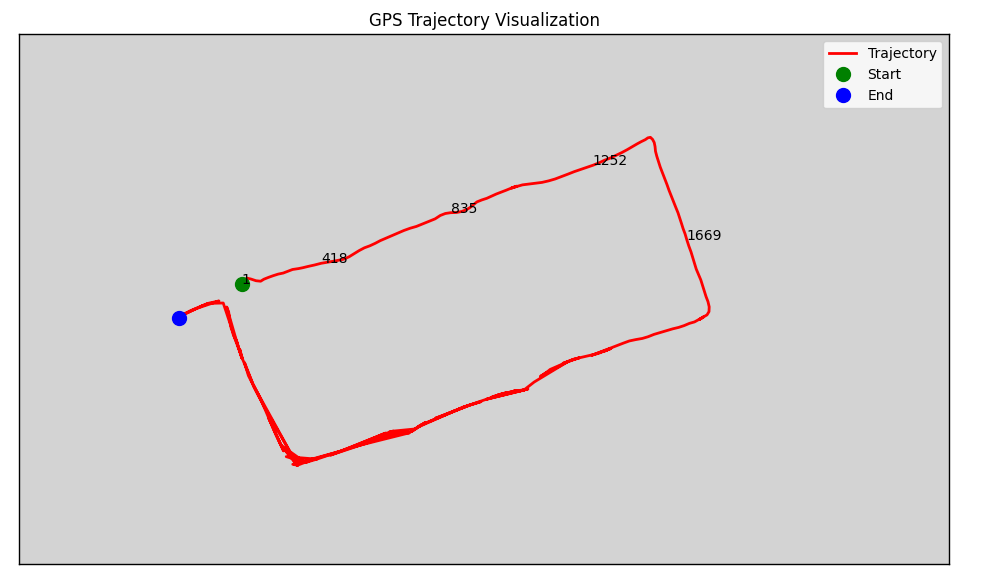 GPS Trajectory Visualization
Trajectory
Start
End
1252
835
1669
418
1